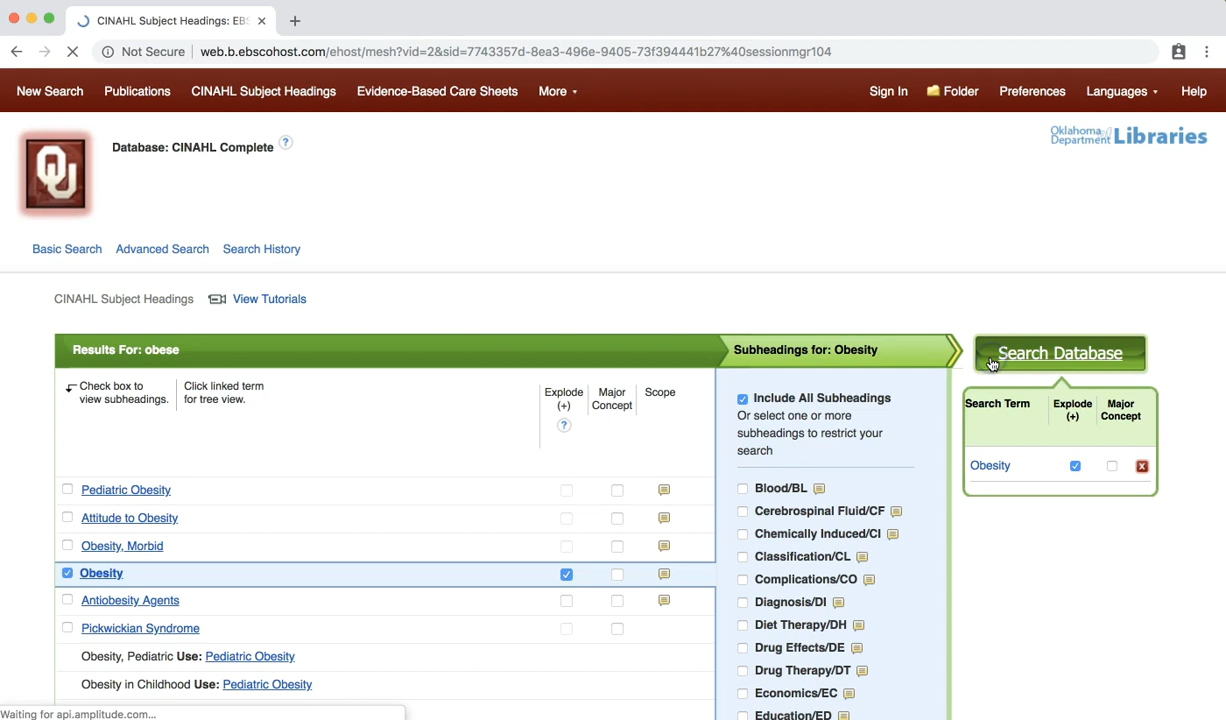 CINAHL Subject Headings: EBS
Not Secure web.b.ebscohost.com/ehost/mesh?vid=2&sid=7743357d-8ea3-496e-9405-73f394441b27%40sessionmgr104
New Search Publications CINAHL Subject Headings Evidence-Based Care Sheets More Sign In Folder Preferences Languages Help
OU
Database: CINAHL Complete ?
Oklahoma
Department of Libraries
Basic Search Advanced Search Search History
CINAHL Subject Headings View Tutorials
Results For: obese
Subheadings for: Obesity
Search Database
Check box to
view subheadings.
Click linked term
for tree view.
Explode
(+)
?
Major
Concept
Scope
Include All Subheadings
Or select one or more
subheadings to restrict your
search
Search Term
Explode
(+)
Major
Concept
Obesity
Pediatric Obesity
Attitude to Obesity
Obesity, Morbid
Obesity
Antiobesity Agents
Pickwickian Syndrome
Obesity, Pediatric Use: Pediatric Obesity
Obesity in Childhood Use: Pediatric Obesity
Blood/BL
Cerebrospinal Fluid/CF
Chemically Induced/CI
Classification/CL
Complications/CO
Diagnosis/DI
Diet Therapy/DH
Drug Effects/DE
Drug Therapy/DT
Economics/EC
Education/ED
Waiting for api.amplitude.com...